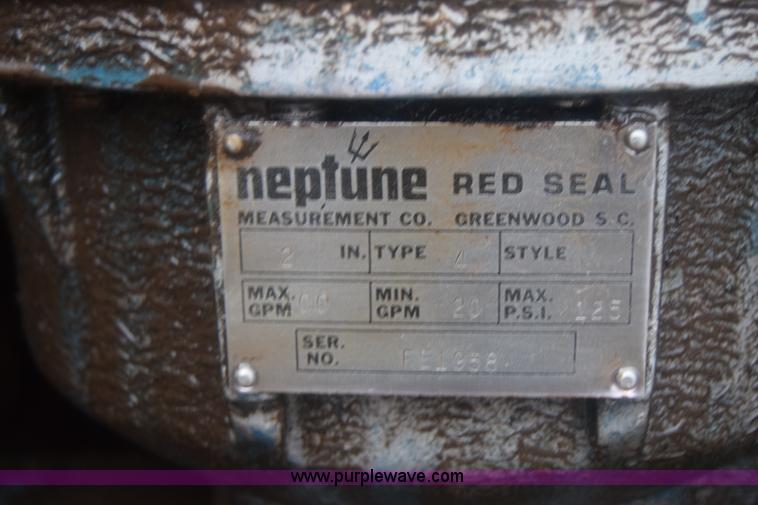 neptune RED SEAL
MEASUREMENT CO. GREENWOOD S.C.
2 IN. TYPE 4 STYLE
MAX. GPM MIN. GPM 20 MAX. P.S.I. 125
SER. NO.
www.purplewave.com